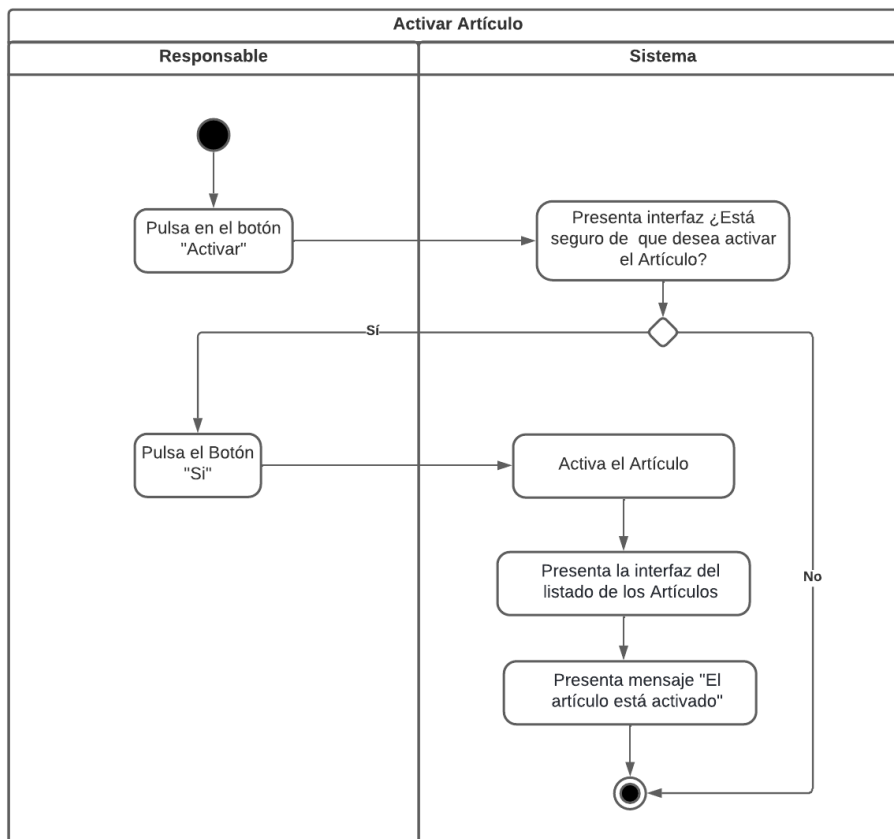 Activar Artículo
Responsable
Sistema
Pulsa en el botón
"Activar"
Presenta interfaz ¿Está
seguro de  que desea activar
el Artículo?
Sí
Pulsa el Botón
"Si"
Activa el Artículo
Presenta la interfaz del
listado de los Artículos
No
Presenta mensaje "El
artículo está activado"